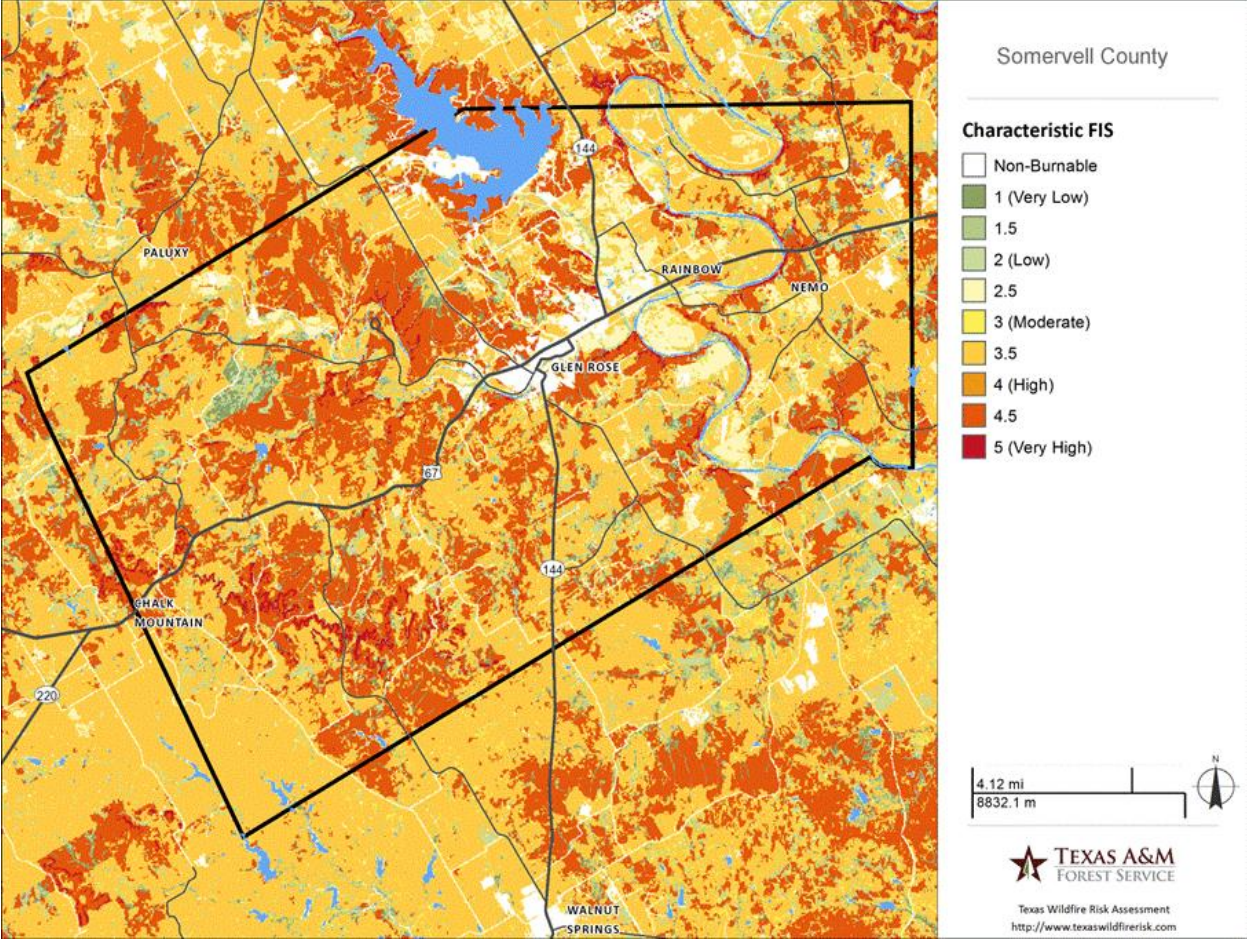 Somervell County
Characteristic FIS
Non-Burnable
1 (Very Low)
1.5
2 (Low)
2.5
3 (Moderate)
3.5
4 (High)
4.5
5 (Very High)
144
PALUXY
RAINBOW
NEMO
GLEN ROSE
67
144
CHALK
MOUNTAIN
220
WALNUT
SPRINGS
N
4.12 mi
8832.1 m
TEXAS A&M
FOREST SERVICE
Texas Wildfire Risk Assessment
http://www.texaswildfirerisk.com